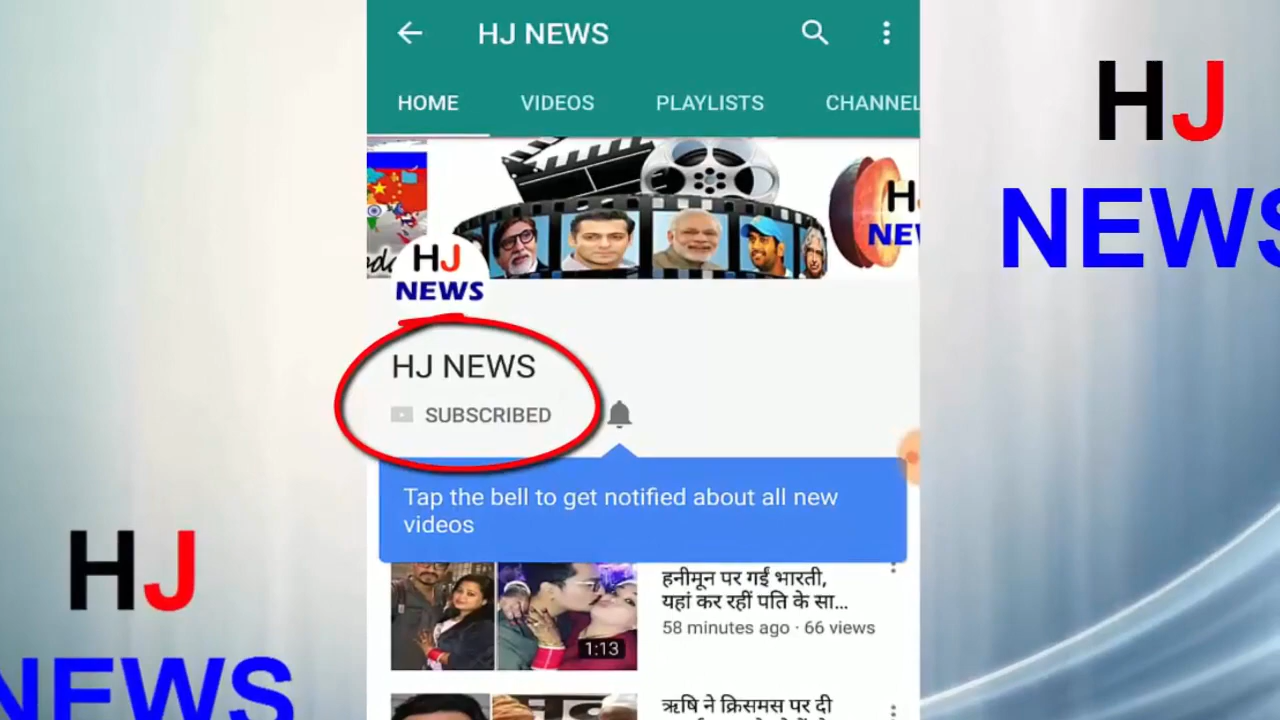 HJ NEWS
HOME VIDEOS PLAYLISTS CHANNEL
HJ
NEWS
HJ
NEWS
HJ NEWS
SUBSCRIBED
Tap the bell to get notified about all new
videos
हनीमून पर गईं भारती,
यहां कर रहीं पति के सा...
58 minutes ago · 66 views
1:13
ऋषि ने क्रिसमस पर दी
HJ
NEWS